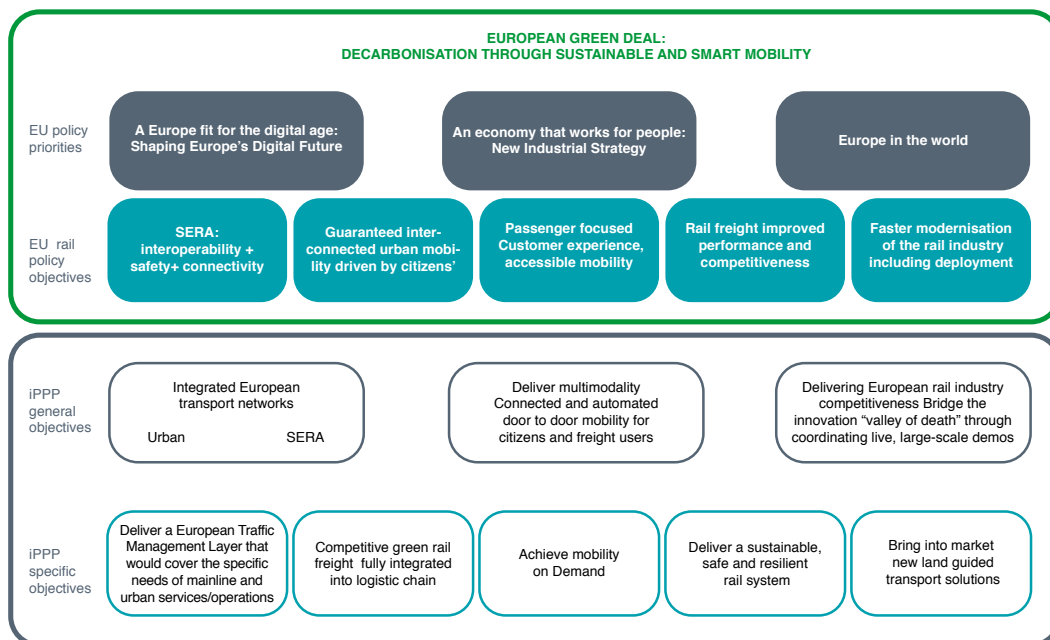 EUROPEAN GREEN DEAL:
DECARBONISATION THROUGH SUSTAINABLE AND SMART MOBILITY
EU policy
priorities
A Europe fit for the digital age:
Shaping Europe's Digital Future
An economy that works for people:
New Industrial Strategy
Europe in the world
EU rail
policy
objectives
SERA:
interoperability +
safety+ connectivity
Guaranteed inter-
connected urban mobi-
lity driven by citizens'
Passenger focused
Customer experience,
accessible mobility
Rail freight improved
performance and
competitiveness
Faster modernisation
of the rail industry
including deployment
iPPP
general
objectives
Integrated European
transport networks
Urban SERA
Deliver multimodality
Connected and automated
door to door mobility for
citizens and freight users
Delivering European rail industry
competitiveness Bridge the
innovation "valley of death" through
coordinating live, large-scale demos
iPPP
specific
objectives
Deliver a European Traffic
Management Layer that
would cover the specific
needs of mainline and
urban services/operations
Competitive green rail
freight fully integrated
into logistic chain
Achieve mobility
on Demand
Deliver a sustainable,
safe and resilient
rail system
Bring into market
new land guided
transport solutions